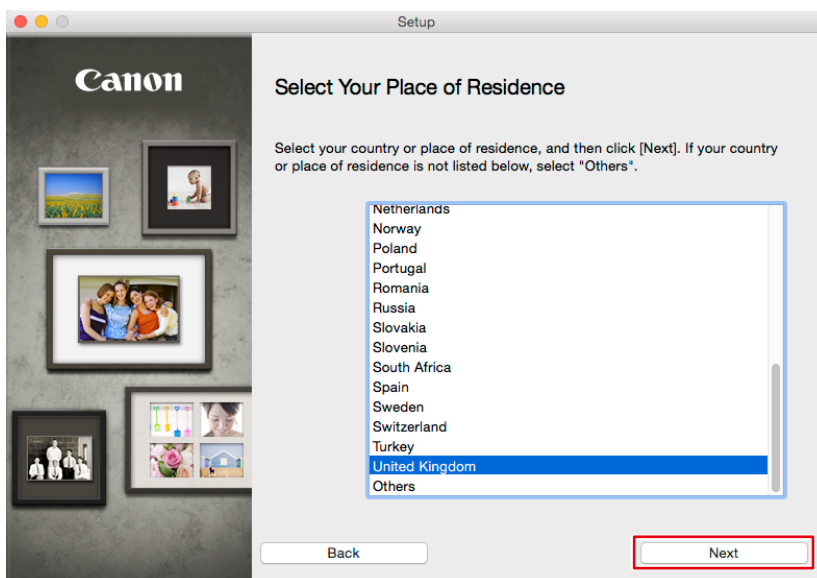 Setup
Canon
Select Your Place of Residence
Select your country or place of residence, and then click [Next]. If your country
or place of residence is not listed below, select "Others".
Netherlands
Norway
Poland
Portugal
Romania
Russia
Slovakia
Slovenia
South Africa
Spain
Sweden
Switzerland
Turkey
United Kingdom
Others
Back
Next